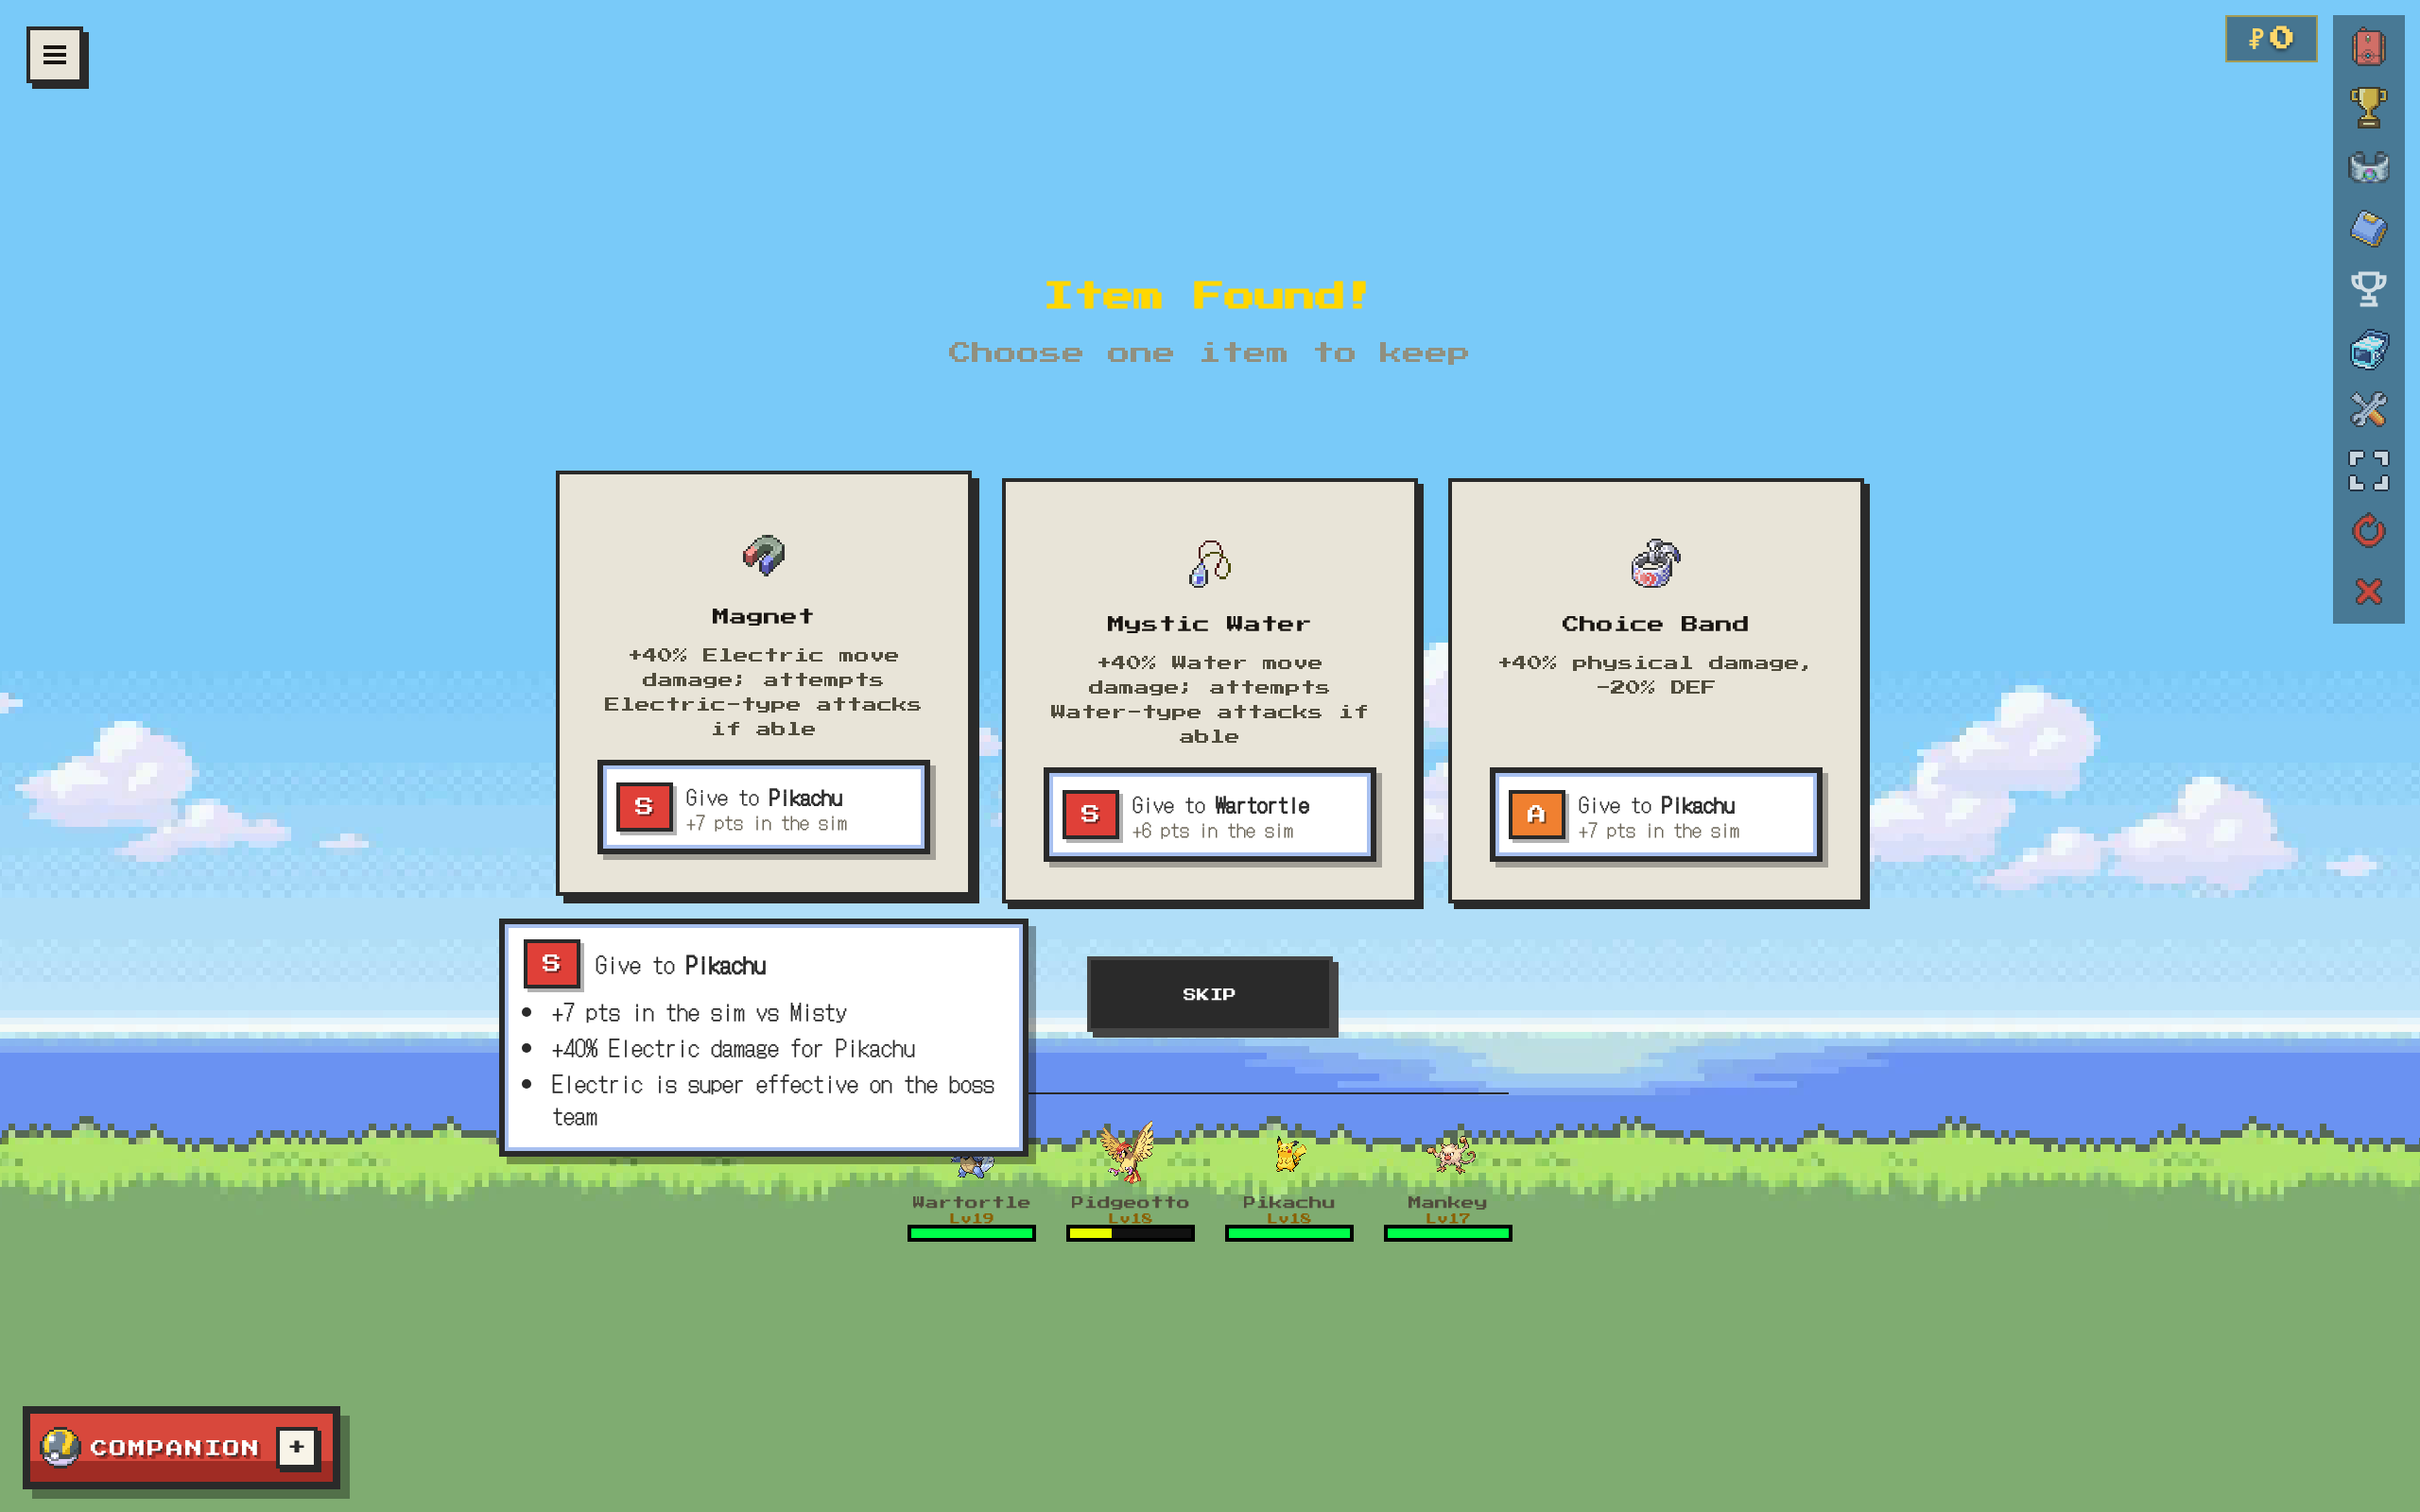 ₽0
Item Found!
Choose one item to keep
Magnet
+40% Electric move
damage; attempts
Electric-type attacks
if able
S
Give to Pikachu
+7 pts in the sim
Mystic Water
+40% Water move
damage; attempts
Water-type attacks if
able
S
Give to Wartortle
+6 pts in the sim
Choice Band
+40% physical damage,
-20% DEF
A
Give to Pikachu
+7 pts in the sim
S
Give to Pikachu
• +7 pts in the sim vs Misty
• +40% Electric damage for Pikachu
• Electric is super effective on the boss
team
SKIP
Wartortle
Lv19
Pidgeotto
Lv18
Pikachu
Lv18
Mankey
Lv17
COMPANION +